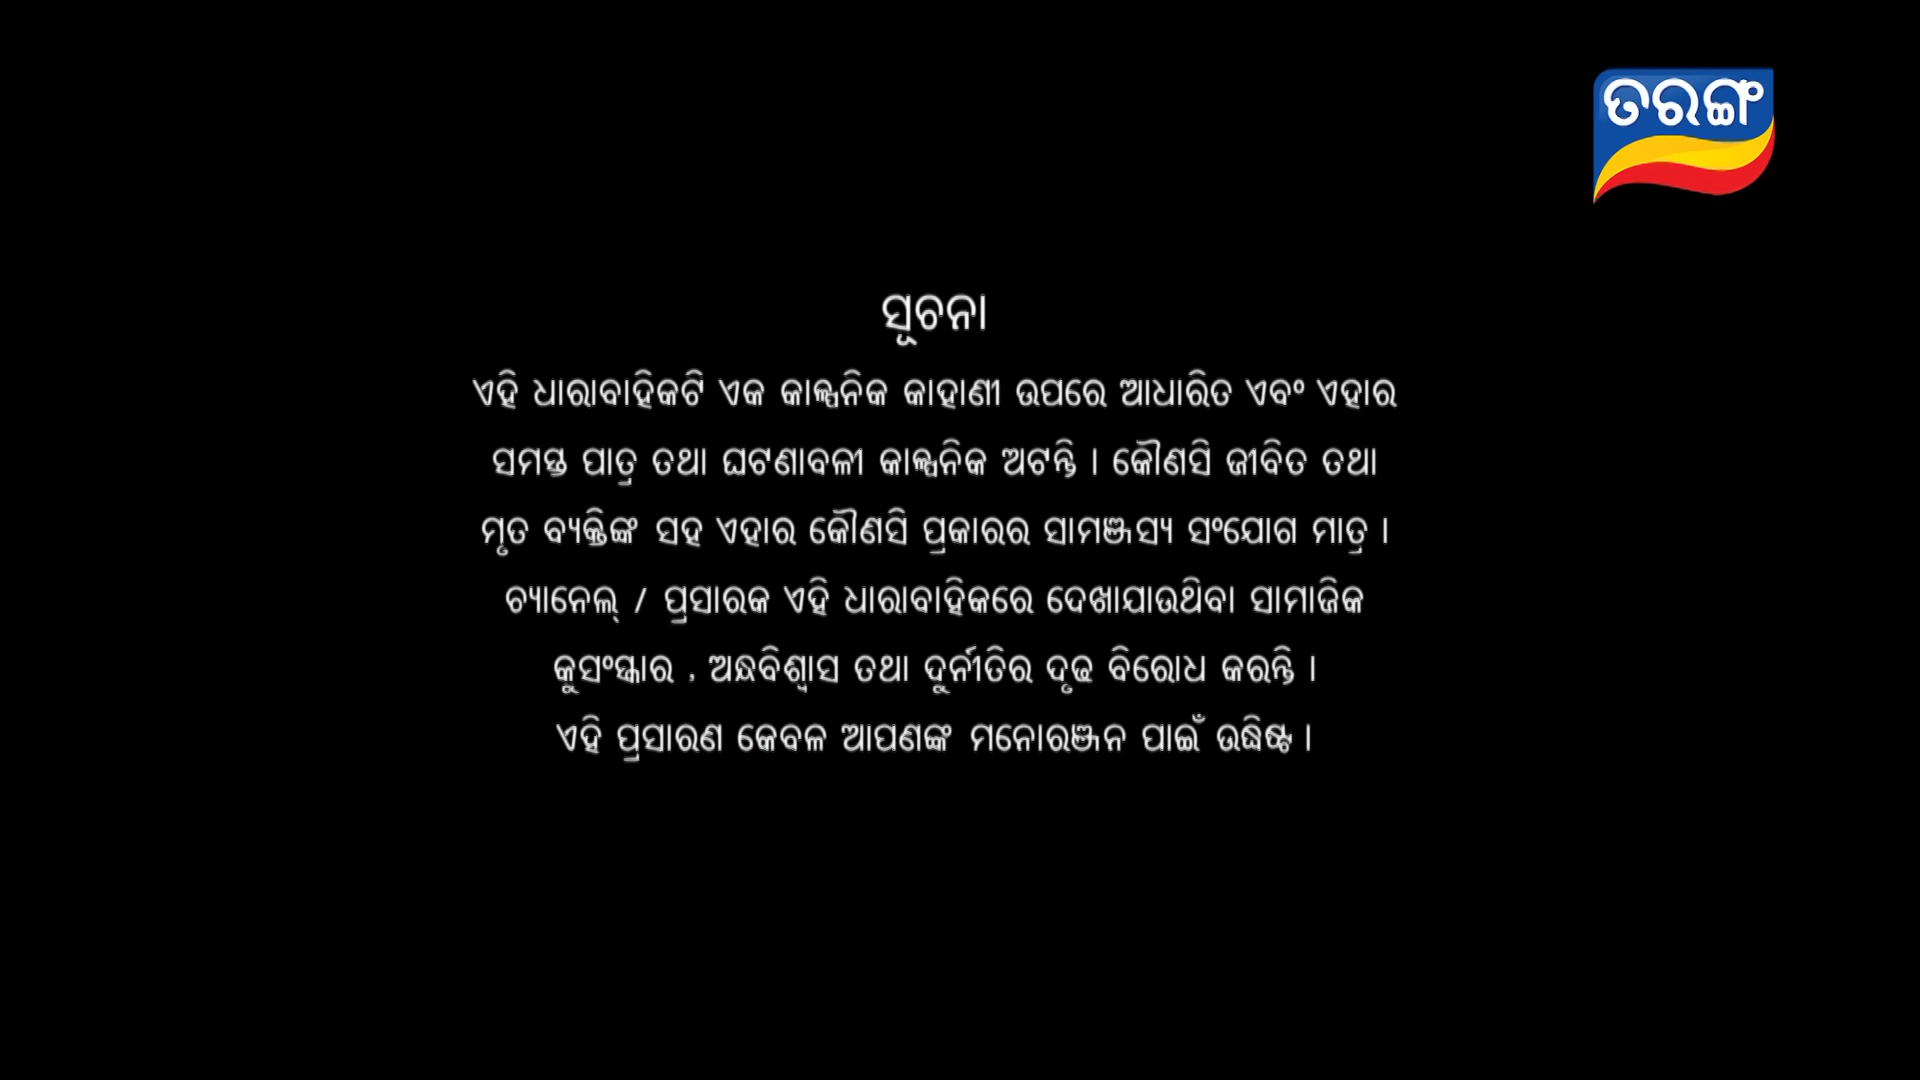 ତରଙ୍ଗ
ସୂଚନା
ଏହି ଧାରାବାହିକଟି ଏକ କାଳ୍ପନିକ କାହାଣୀ ଉପରେ ଆଧାରିତ ଏବଂ ଏହାର
ସମସ୍ତ ପାତ୍ର ତଥା ଘଟଣାବଳୀ କାଳ୍ପନିକ ଅଟନ୍ତି । କୌଣସି ଜୀବିତ ତଥା
ମୃତ ବ୍ୟକ୍ତିଙ୍କ ସହ ଏହାର କୌଣସି ପ୍ରକାରର ସାମଞ୍ଜସ୍ୟ ସଂଯୋଗ ମାତ୍ର ।
ଚ୍ୟାନେଲ୍ / ପ୍ରସାରକ ଏହି ଧାରାବାହିକରେ ଦେଖାଯାଉଥିବା ସାମାଜିକ
କୁସଂସ୍କାର , ଅନ୍ଧବିଶ୍ୱାସ ତଥା ଦୁର୍ନୀତିର ଦୃଢ ବିରୋଧ କରନ୍ତି ।
ଏହି ପ୍ରସାରଣ କେବଳ ଆପଣଙ୍କ ମନୋରଞ୍ଜନ ପାଇଁ ଉଦ୍ଧିଷ୍ଟ ।